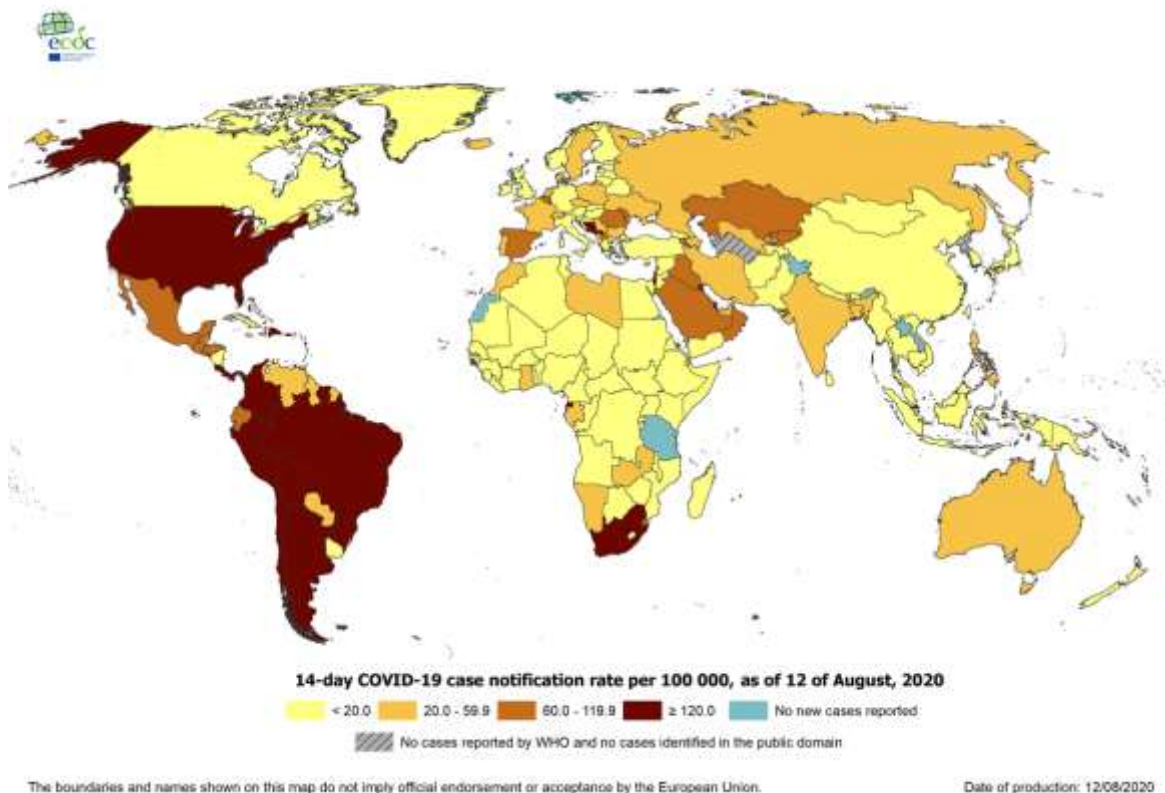 ecdc
14-day COVID-19 case notification rate per 100 000, as of 12 of August, 2020
< 20.0 20.0 - 59.9 60.0 - 119.9 ≥ 120.0 No new cases reported
No cases reported by WHO and no cases identified in the public domain
The boundaries and names shown on this map do not imply official endorsement or acceptance by the European Union. Date of production: 12/08/2020